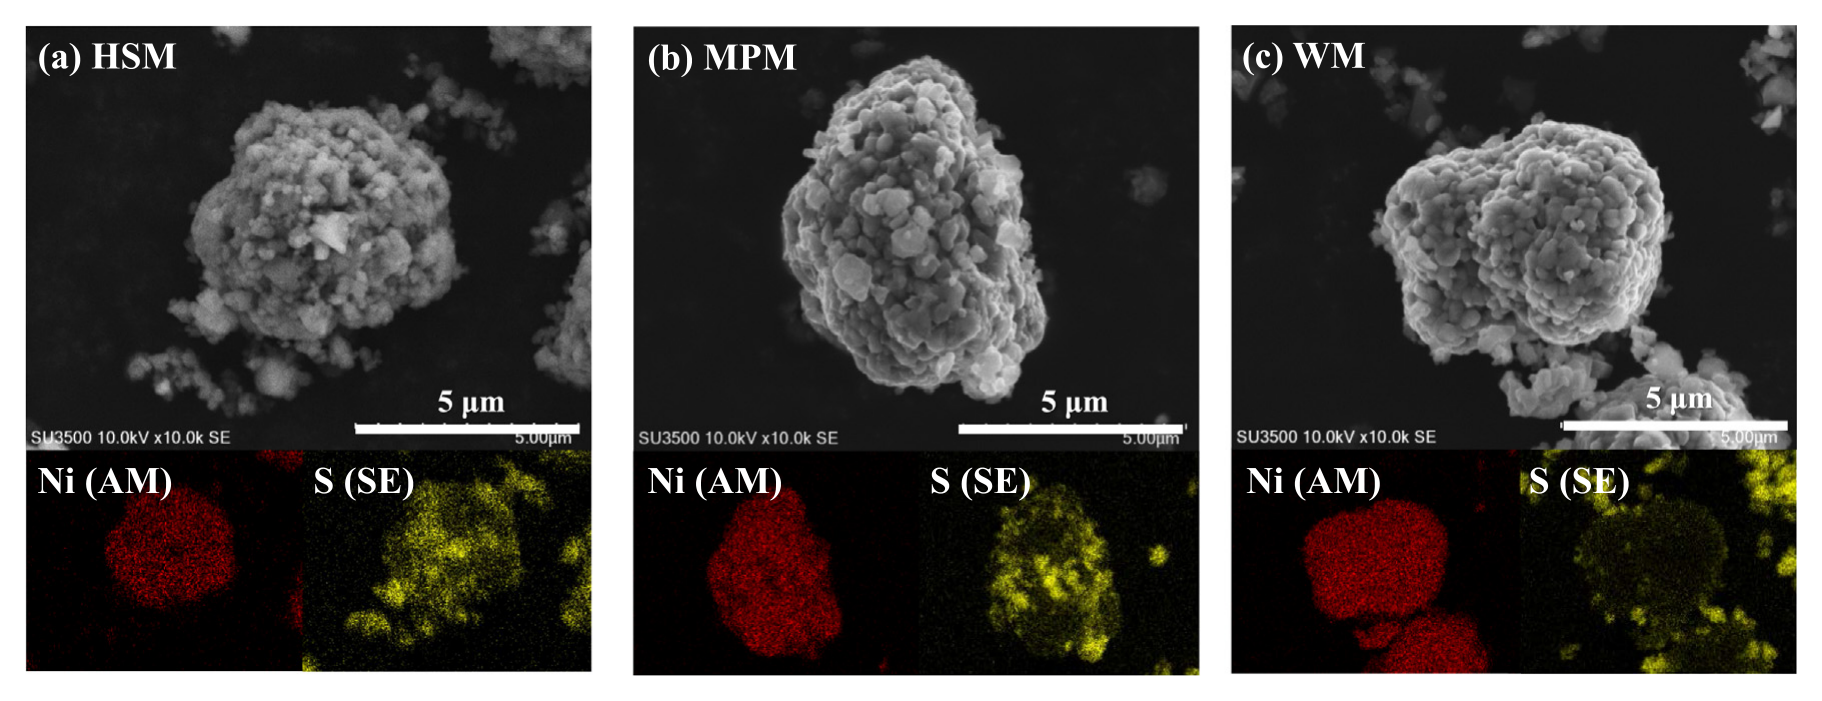 (a) HSM
5 μm
SU3500 10.0kV x10.0k SE
5.00μm
Ni (AM)
S (SE)
(b) MPM
5 μm
SU3500 10.0kV x10.0k SE
5.00μm
Ni (AM)
S (SE)
(c) WM
5 μm
SU3500 10.0kV x10.0k SE
5.00μm
Ni (AM)
S (SE)